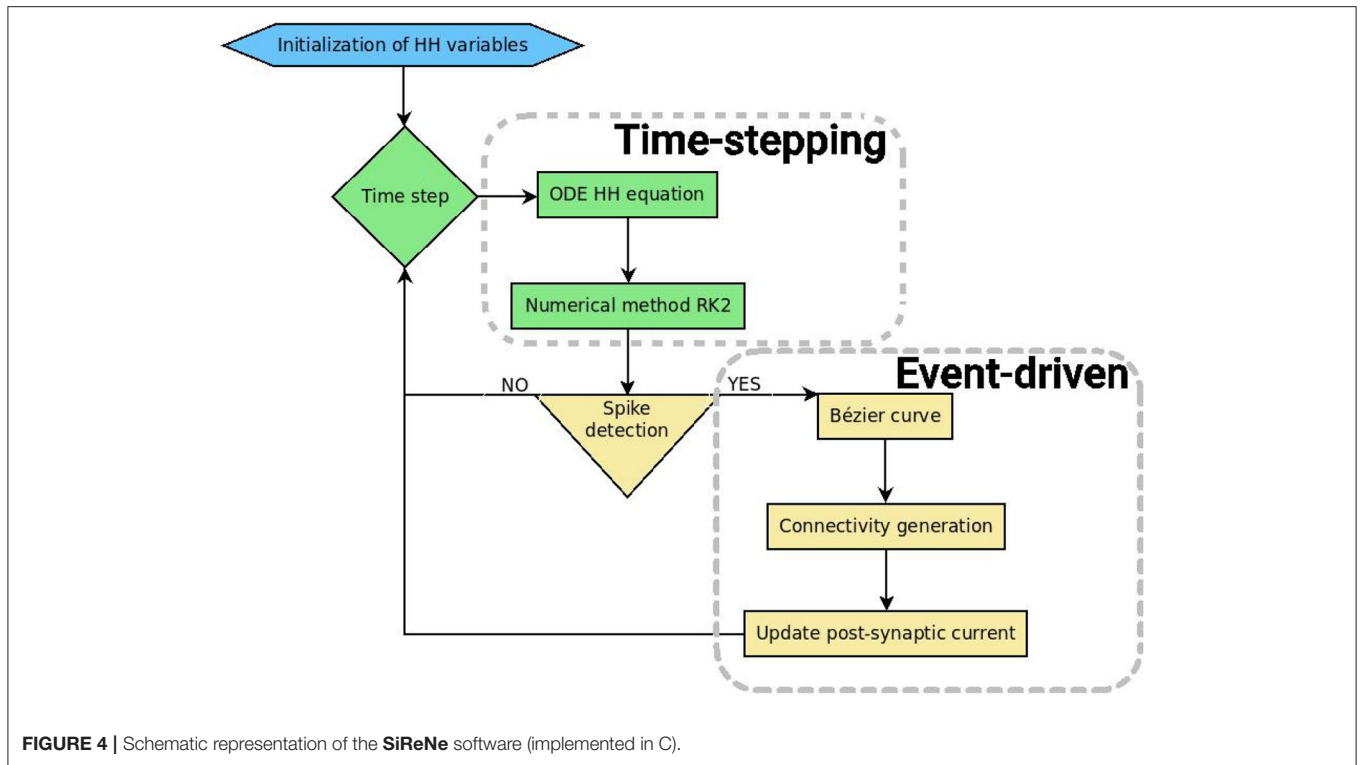 Initialization of HH variables
Time-stepping
Time step
ODE HH equation
Numerical method RK2
Event-driven
NO
YES
Spike
detection
Bézier curve
Connectivity generation
Update post-synaptic current
FIGURE 4 | Schematic representation of the SiReNe software (implemented in C).